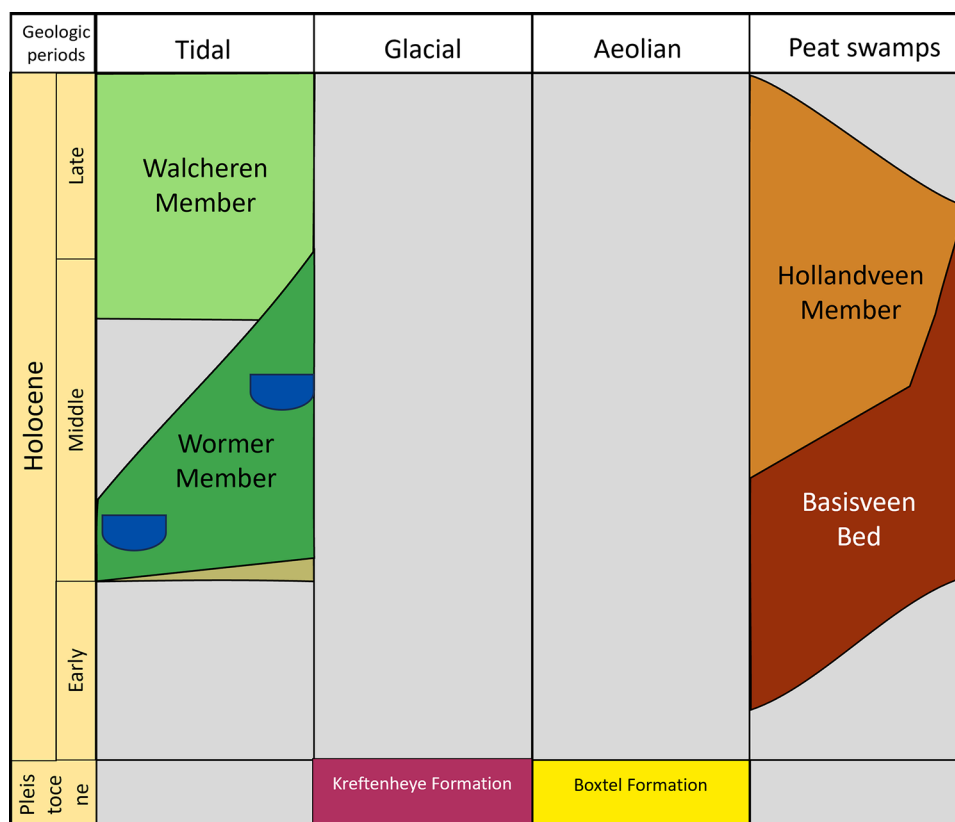 Geologic
periods
Tidal
Glacial
Aeolian
Peat swamps
Holocene
Late
Middle
Early
Walcheren
Member
Wormer
Member
Hollandveen
Member
Basisveen
Bed
Pleis
toce
ne
Kreftenheye Formation
Boxtel Formation